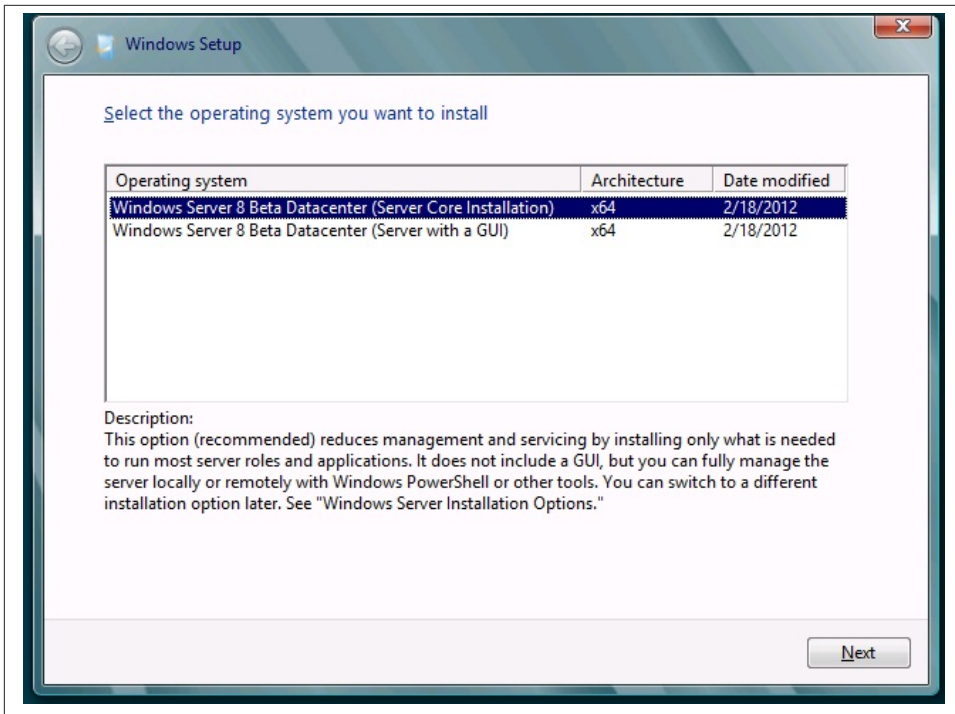 Windows Setup
Select the operating system you want to install
Operating system Architecture Date modified
Windows Server 8 Beta Datacenter (Server Core Installation) x64 2/18/2012
Windows Server 8 Beta Datacenter (Server with a GUI) x64 2/18/2012
Description:
This option (recommended) reduces management and servicing by installing only what is needed
to run most server roles and applications. It does not include a GUI, but you can fully manage the
server locally or remotely with Windows PowerShell or other tools. You can switch to a different
installation option later. See "Windows Server Installation Options."
Next